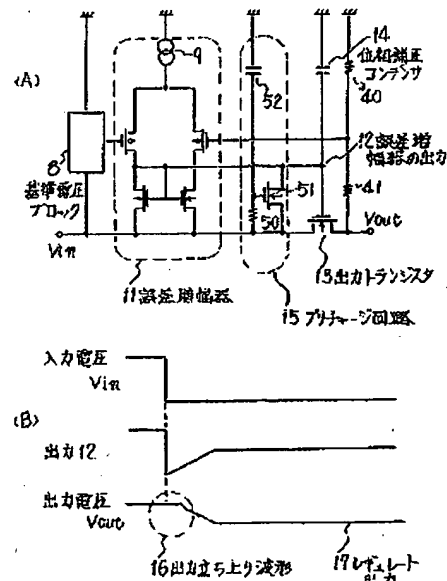 (A)
9
14
位相補正
コンデンサ
40
52
12 誤差増
幅器の出力
8
基準電圧
ブロック
51
50
41
Vin
Vout
11 誤差増幅器
13 出力トランジスタ
15 プリチャージ回路
入力電圧
Vin
(B)
出力12
出力電圧
Vout
16 出力立ち上り波形
17 レギュレート
出力